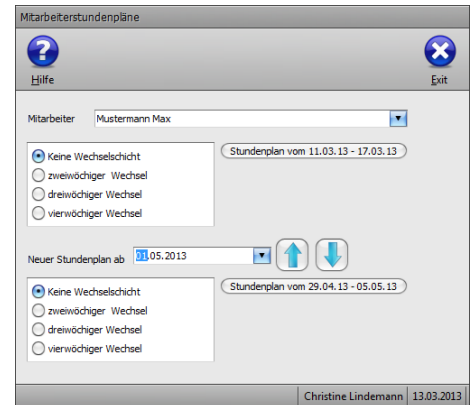 Mitarbeiterstundenpläne
Hilfe
Exit
Mitarbeiter Mustermann Max
Keine Wechselschicht
zweiwöchiger Wechsel
dreiwöchiger Wechsel
vierwöchiger Wechsel
Stundenplan vom 11.03.13 - 17.03.13
Neuer Stundenplan ab 01.05.2013
Keine Wechselschicht
zweiwöchiger Wechsel
dreiwöchiger Wechsel
vierwöchiger Wechsel
Stundenplan vom 29.04.13 - 05.05.13
Christine Lindemann 13.03.2013